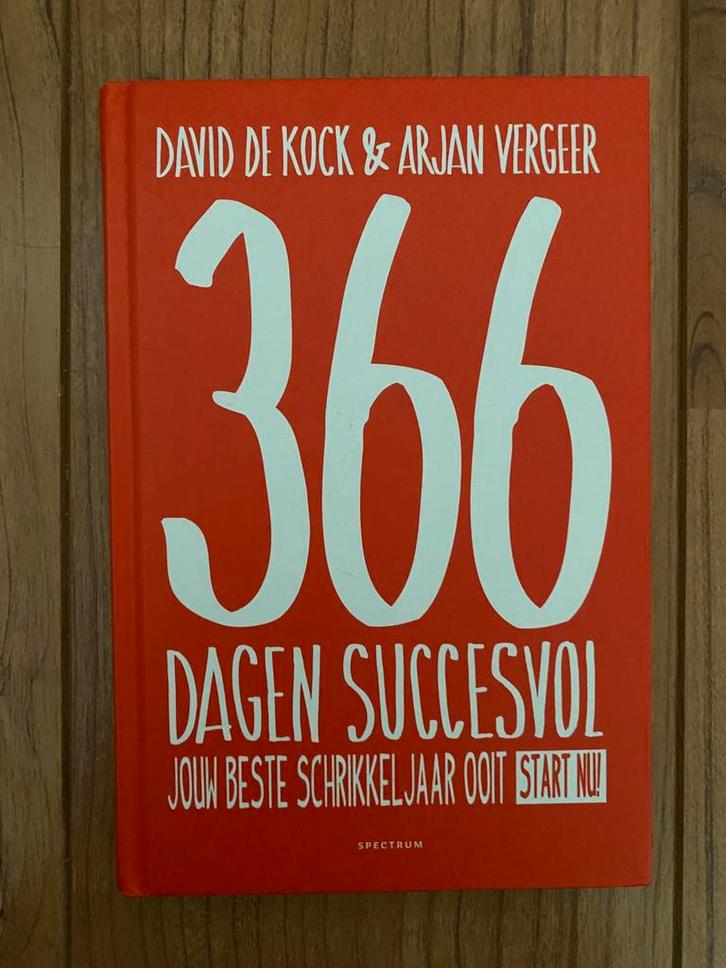 DAVID DE KOCK & ARJAN VERGEER
366
DAGEN SUCCESVOL
JOUW BESTE SCHRIKKELJAAR OOIT START NU!
SPECTRUM